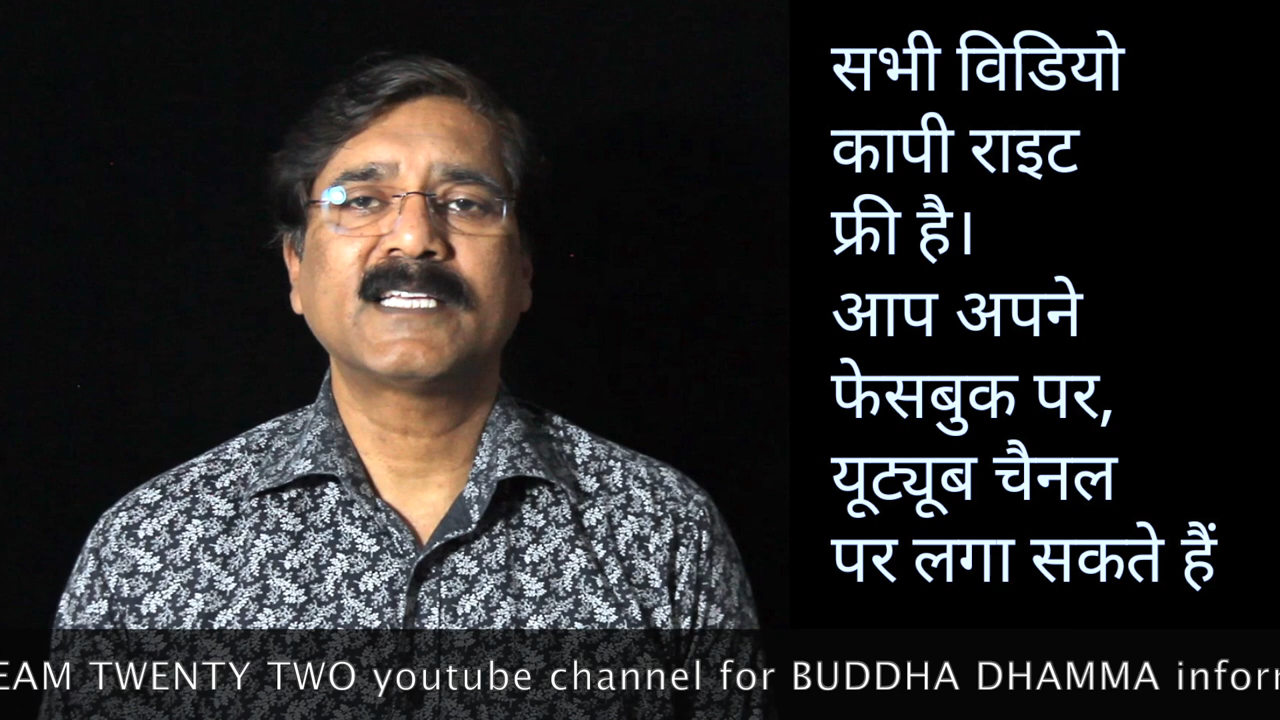 सभी विडियो
कापी राइट
फ्री है।
आप अपने
फेसबुक पर,
यूट्यूब चैनल
पर लगा सकते हैं
EAM TWENTY TWO youtube channel for BUDDHA DHAMMA infor